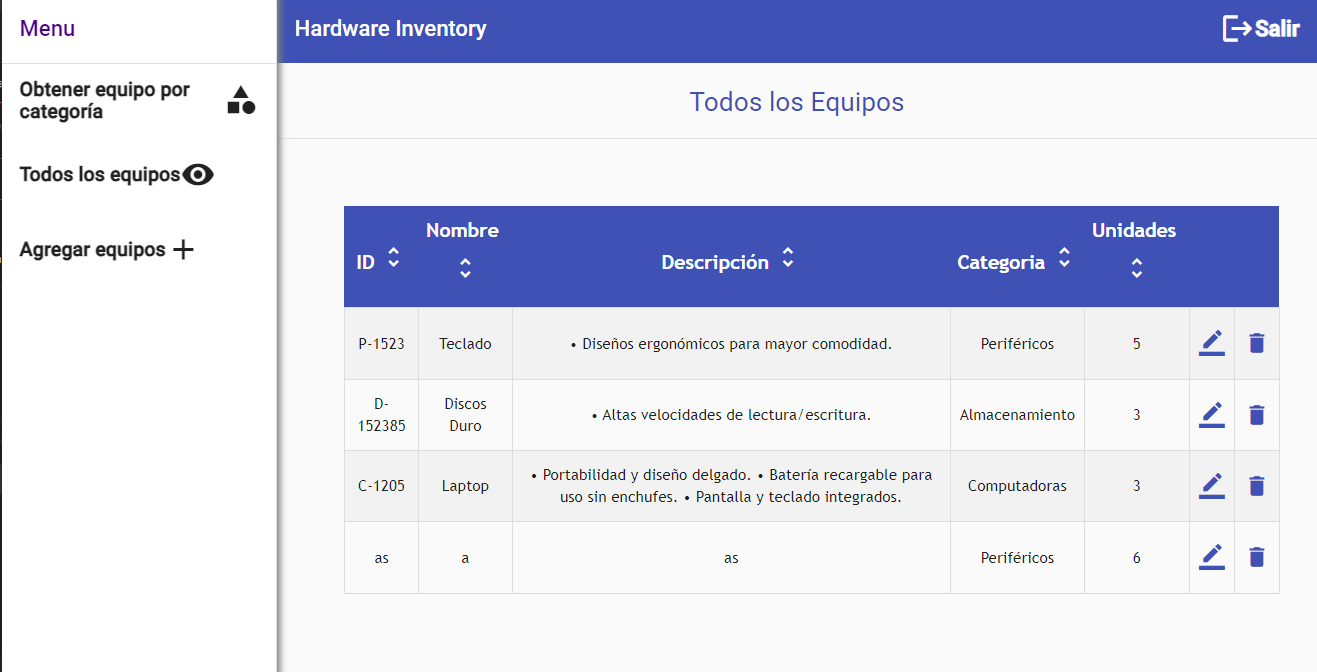 Menu
Hardware Inventory
Salir
Obtener equipo por
categoría
Todos los equipos
Agregar equipos
Todos los Equipos
ID Nombre Descripción Categoria Unidades
P-1523 Teclado • Diseños ergonómicos para mayor comodidad. Periféricos 5
D-
152385 Discos
Duro • Altas velocidades de lectura/escritura. Almacenamiento 3
C-1205 Laptop • Portabilidad y diseño delgado. • Batería recargable para
uso sin enchufes. • Pantalla y teclado integrados. Computadoras 3
as a as Periféricos 6